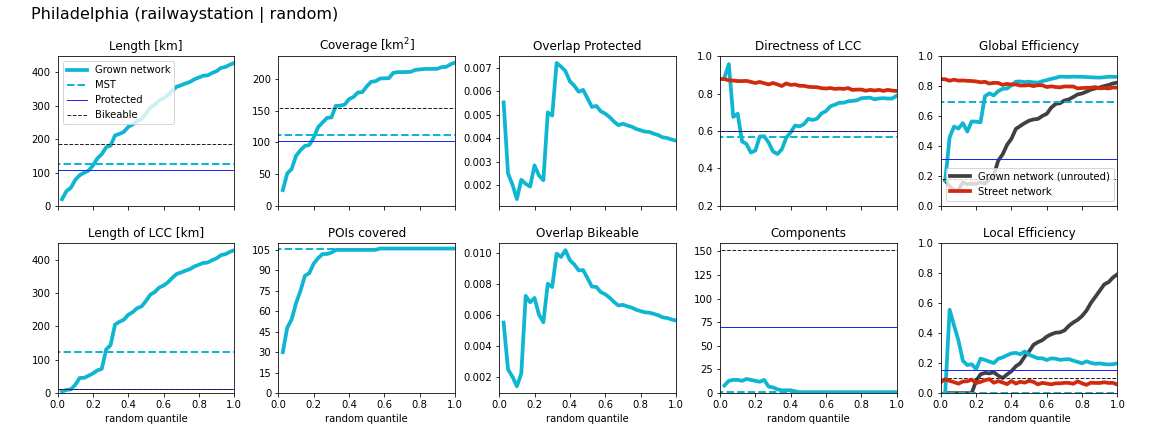 Philadelphia (railwaystation | random)
Length [km]
Coverage [km²]
Overlap Protected
Directness of LCC
Global Efficiency
Grown network
MST
Protected
Bikeable
400
300
200
100
0
200
150
100
50
0
0.007
0.006
0.005
0.004
0.003
0.002
1.0
0.8
0.6
0.4
0.2
1.0
0.8
0.6
0.4
0.2
0.0
Grown network (unrouted)
Street network
Length of LCC [km]
POIs covered
Overlap Bikeable
Components
Local Efficiency
400
300
200
100
0
105
90
75
60
45
30
15
0
0.010
0.008
0.006
0.004
0.002
150
125
100
75
50
25
0
1.0
0.8
0.6
0.4
0.2
0.0
0.0 0.2 0.4 0.6 0.8 1.0
0.0 0.2 0.4 0.6 0.8 1.0
0.0 0.2 0.4 0.6 0.8 1.0
0.0 0.2 0.4 0.6 0.8 1.0
0.0 0.2 0.4 0.6 0.8 1.0
random quantile
random quantile
random quantile
random quantile
random quantile